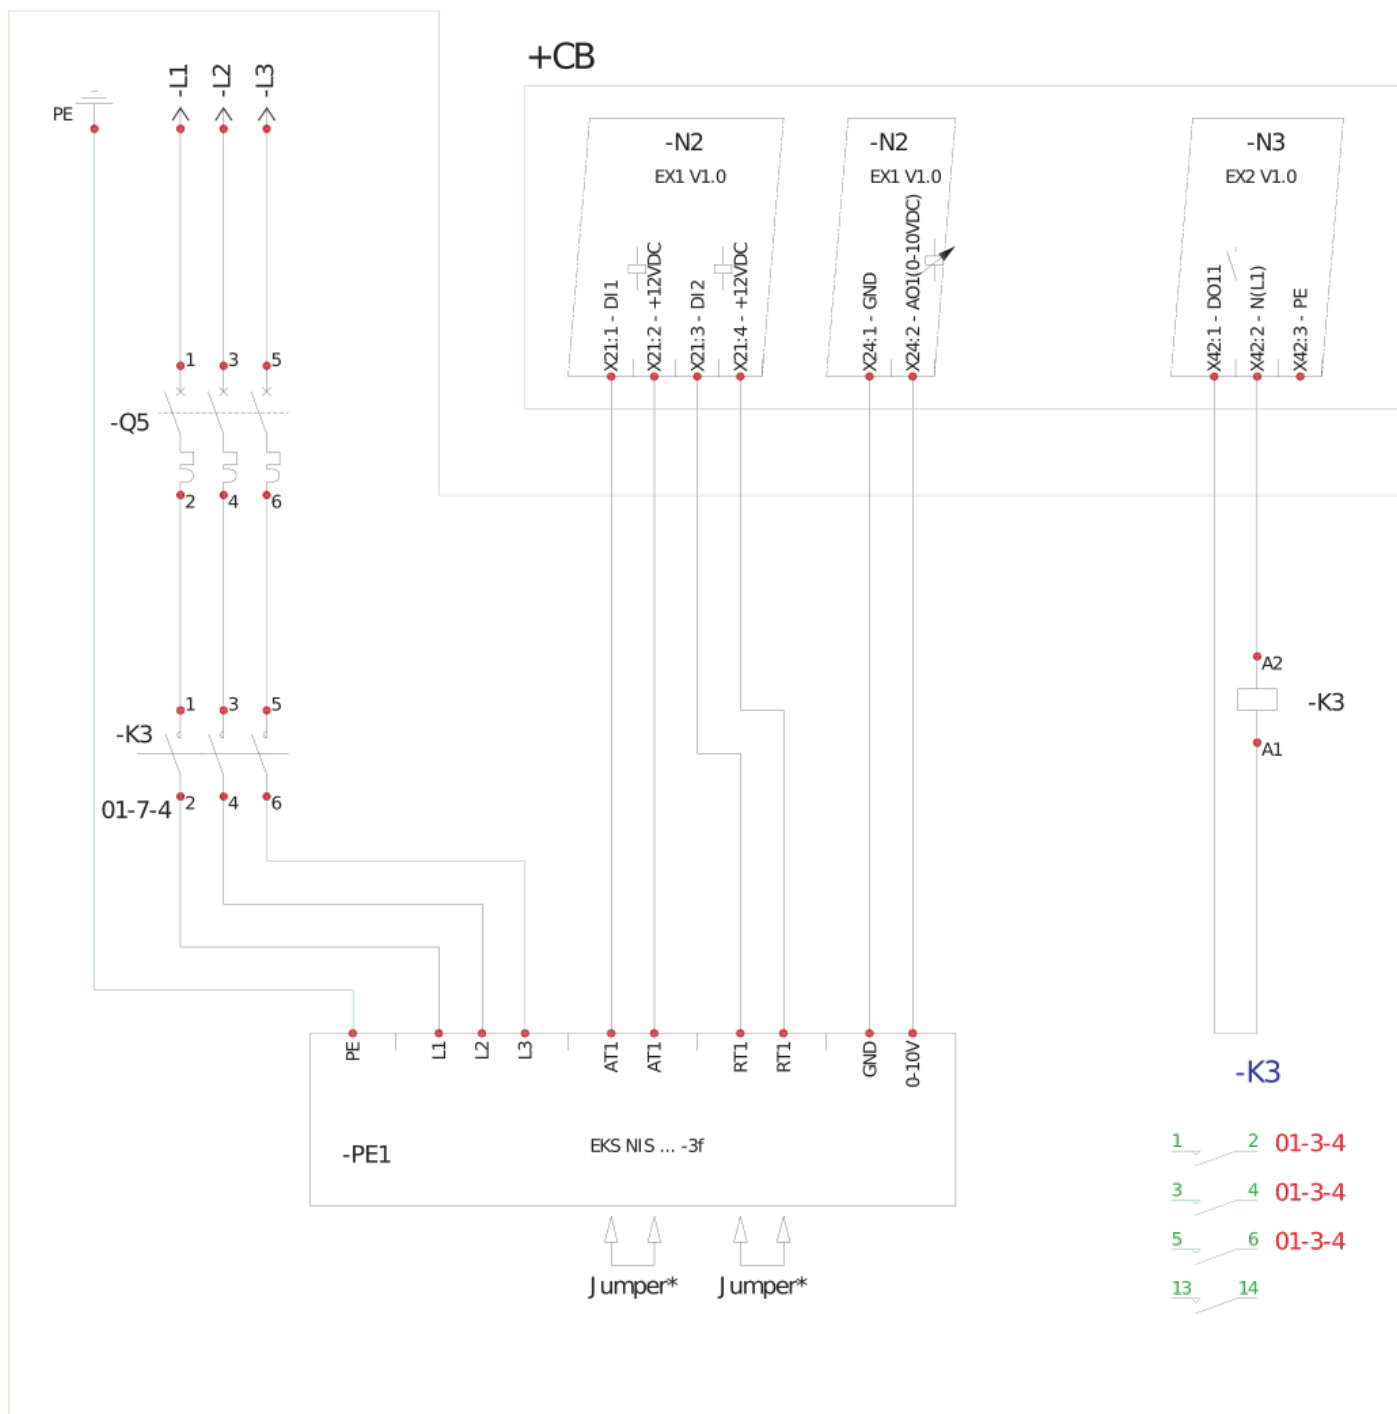 +CB
-L1
-L2
-L3
PE
-N2
EX1 V1.0
X21:1 - DI1
X21:2 - +12VDC
X21:3 - DI2
X21:4 - +12VDC
-N2
EX1 V1.0
X24:1 - GND
X24:2 - AO1(0-10VDC)
-N3
EX2 V1.0
X42:1 - DO11
X42:2 - N(L1)
X42:3 - PE
1 3 5
-Q5
2 4 6
A2
-K3
A1
1 3 5
-K3
01-7-4
2 4 6
PE
L1
L2
L3
AT1
AT1
RT1
RT1
GND
0-10V
-PE1
EKS NIS ... -3f
Jumper*
Jumper*
-K3
1 2 01-3-4
3 4 01-3-4
5 6 01-3-4
13 14